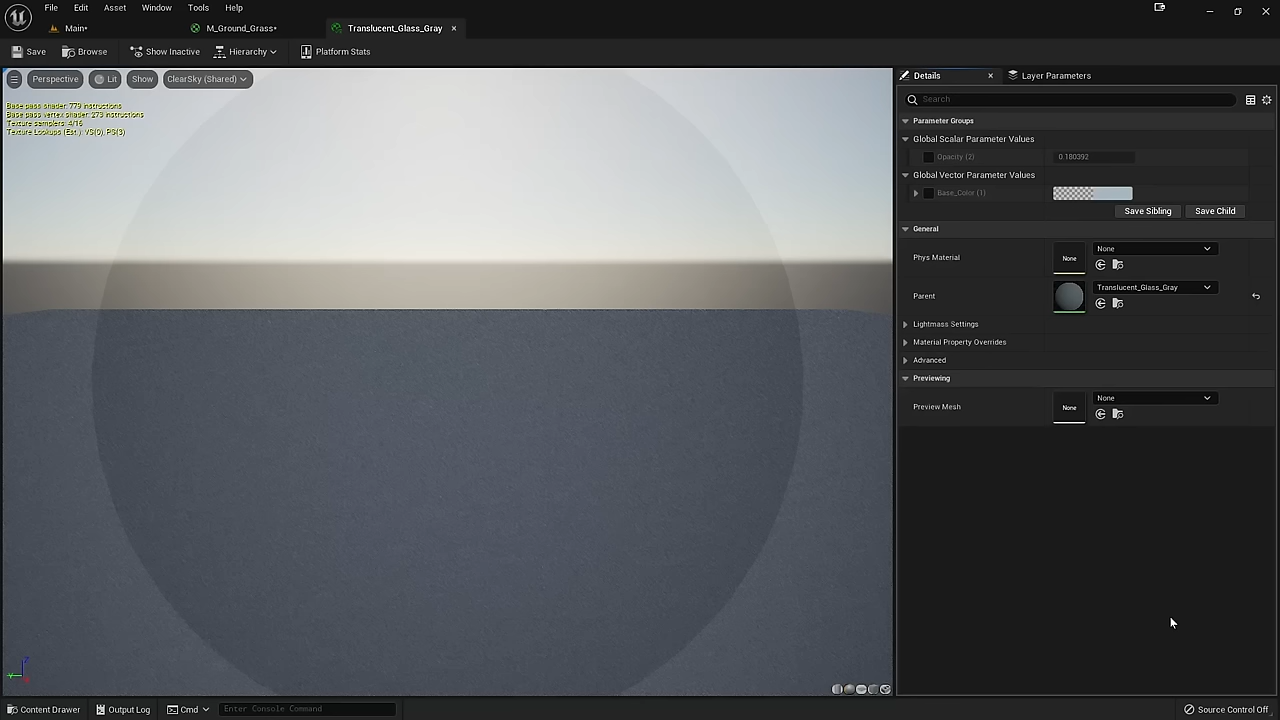 File Edit Asset Window Tools Help
Main* M_Ground_Grass* Translucent_Glass_Gray
Save Browse Show Inactive Hierarchy Platform Stats
Perspective Lit Show ClearSky (Shared)
Base pass shader: 779 instructions
Base pass vertex shader: 273 instructions
Texture samplers: 4/16
Texture Lookups (Est.): VS(0), PS(3)
Details Layer Parameters
Search
Parameter Groups
Global Scalar Parameter Values
Opacity (2) 0.180392
Global Vector Parameter Values
Base_Color (1)
Save Sibling Save Child
General
Phys Material None None
Parent Translucent_Glass_Gray
Lightmass Settings
Material Property Overrides
Advanced
Previewing
Preview Mesh None None
Content Drawer Output Log Cmd Enter Console Command Source Control Off